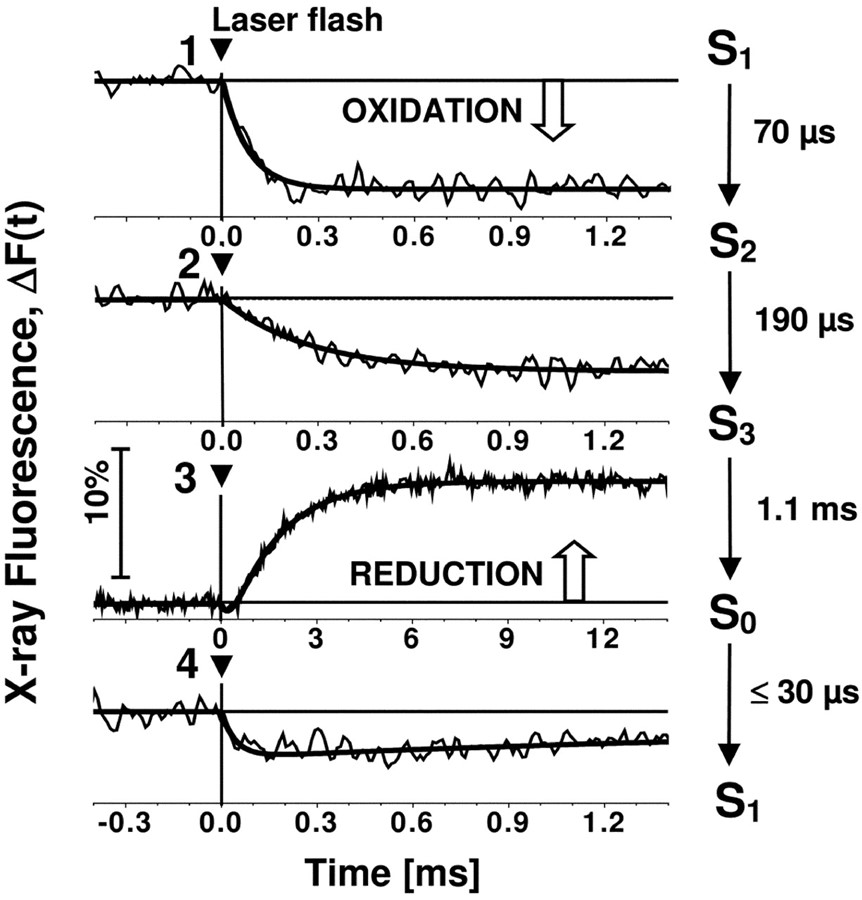 Laser flash
1
S1
OXIDATION
70 µs
0.0 0.3 0.6 0.9 1.2
S2
2
190 µs
0.0 0.3 0.6 0.9 1.2
S3
10%
3
1.1 ms
REDUCTION
S0
0 3 6 9 12
4
≤ 30 µs
S1
-0.3 0.0 0.3 0.6 0.9 1.2
Time [ms]
X-ray Fluorescence, ΔF(t)